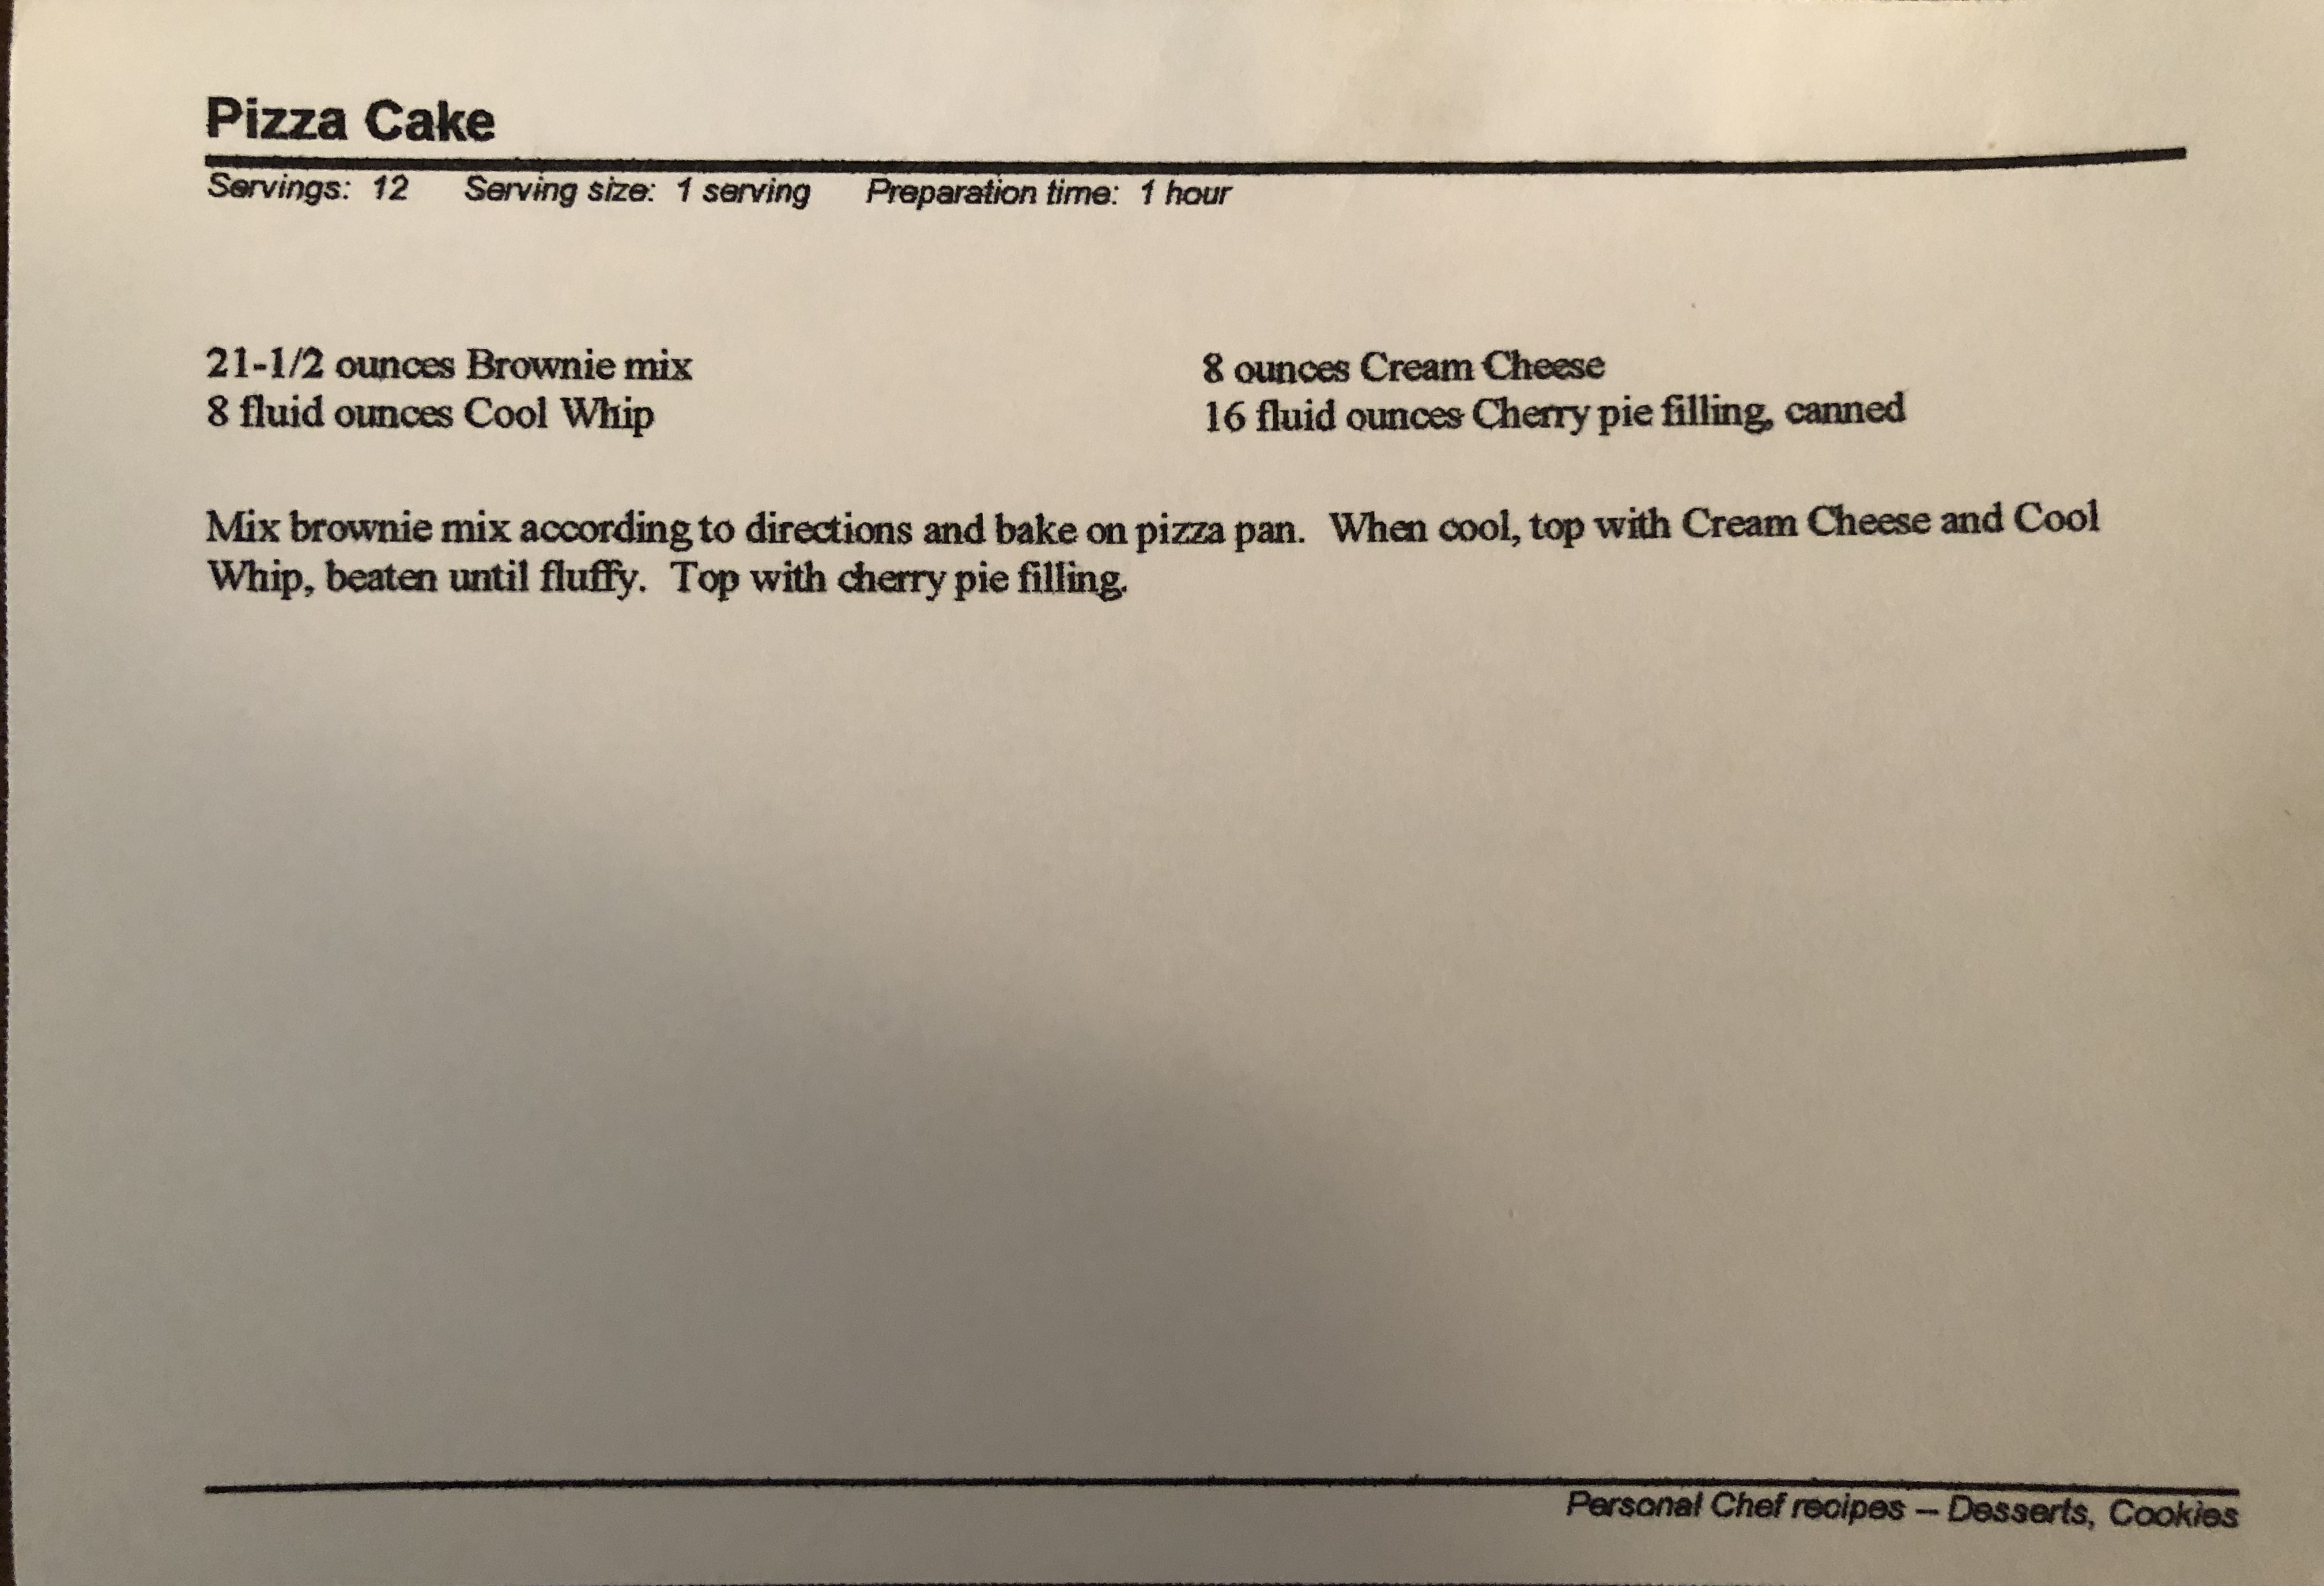 Pizza Cake
Servings: 12 Serving size: 1 serving Preparation time: 1 hour
21-1/2 ounces Brownie mix
8 fluid ounces Cool Whip
8 ounces Cream Cheese
16 fluid ounces Cherry pie filling, canned
Mix brownie mix according to directions and bake on pizza pan. When cool, top with Cream Cheese and Cool
Whip, beaten until fluffy. Top with cherry pie filling.
Personal Chef recipes – Desserts, Cookies